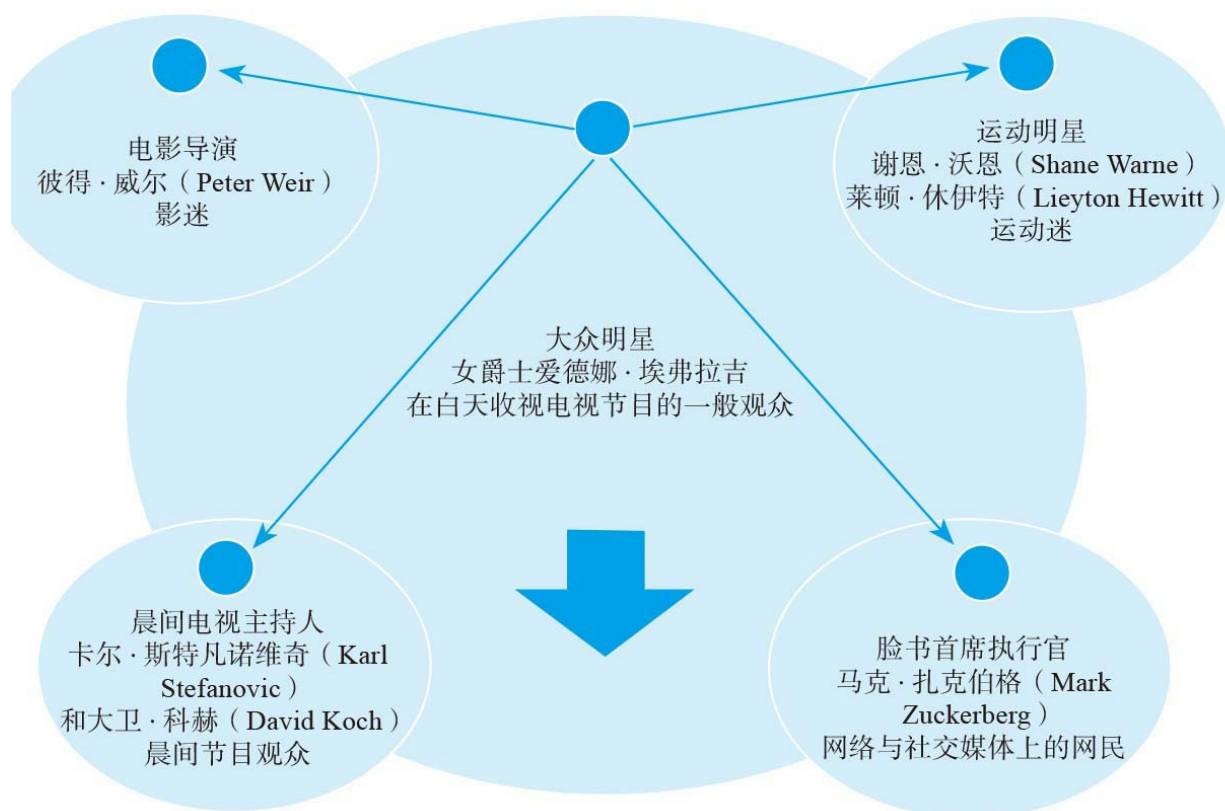 电影导演
彼得·威尔（Peter Weir）
影迷
运动明星
谢恩·沃恩（Shane Warne）
莱顿·休伊特（Lieyton Hewitt）
运动迷
大众明星
女爵士爱德娜·埃弗拉吉
在白天收视电视节目的一般观众
晨间电视主持人
卡尔·斯特凡诺维奇（Karl
Stefanovic）
和大卫·科赫（David Koch）
晨间节目观众
脸书首席执行官
马克·扎克伯格（Mark
Zuckerberg）
网络与社交媒体上的网民